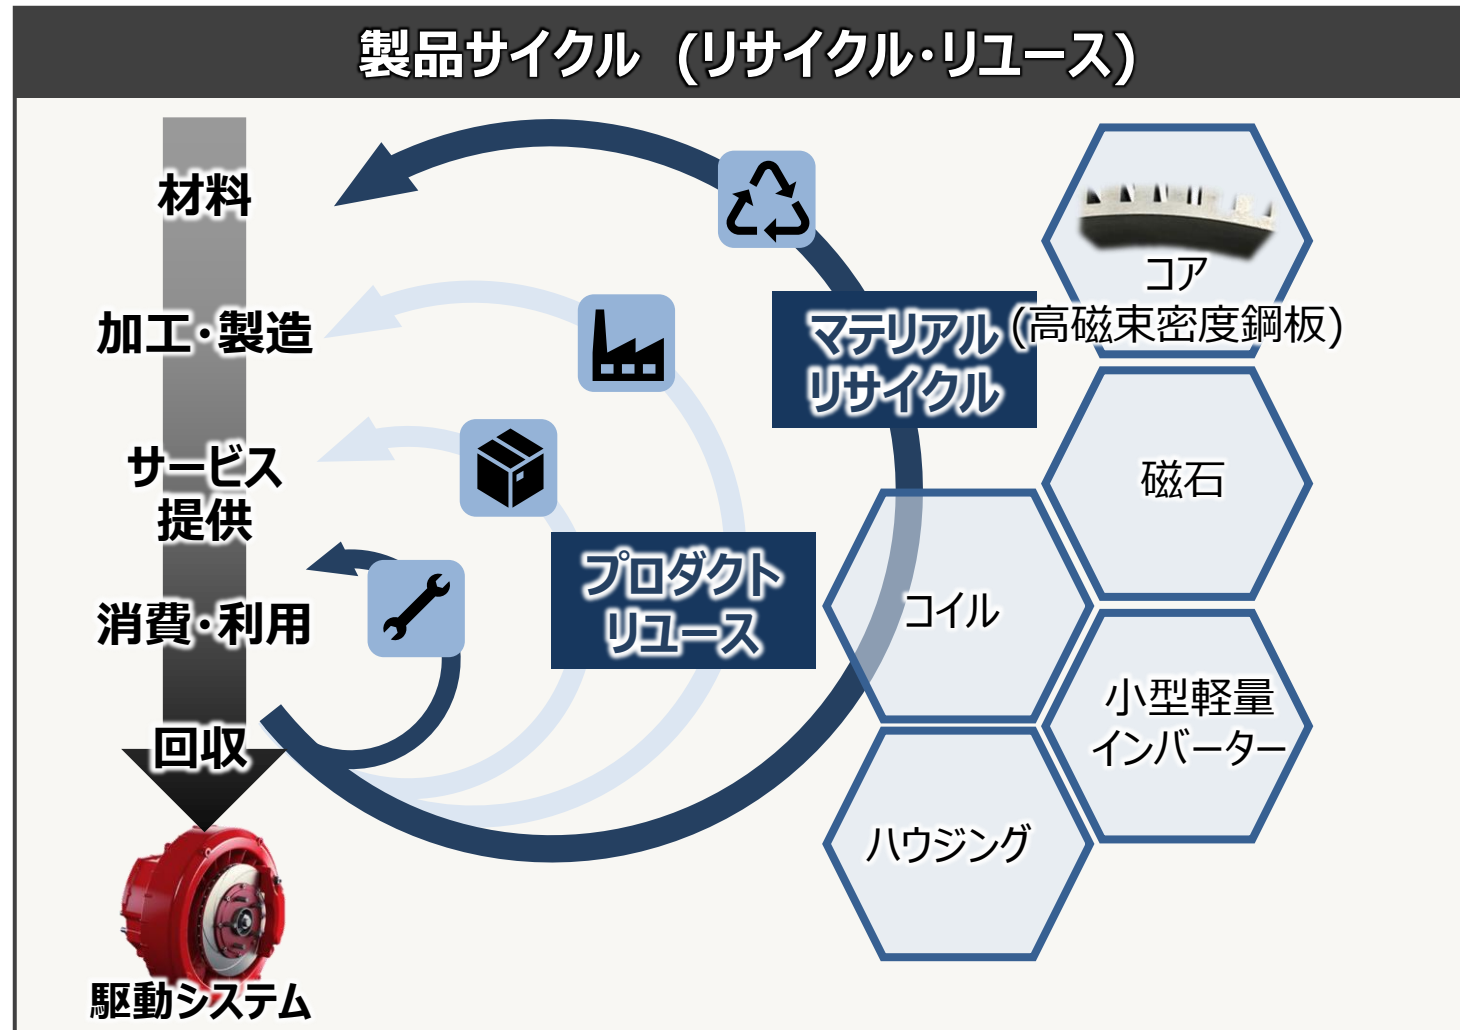 製品サイクル (リサイクル・リユース)
材料
加工・製造
サービス
提供
消費・利用
回収
駆動システム
マテリアル
リサイクル
プロダクト
リユース
コア
(高磁束密度鋼板)
磁石
コイル
小型軽量
インバーター
ハウジング